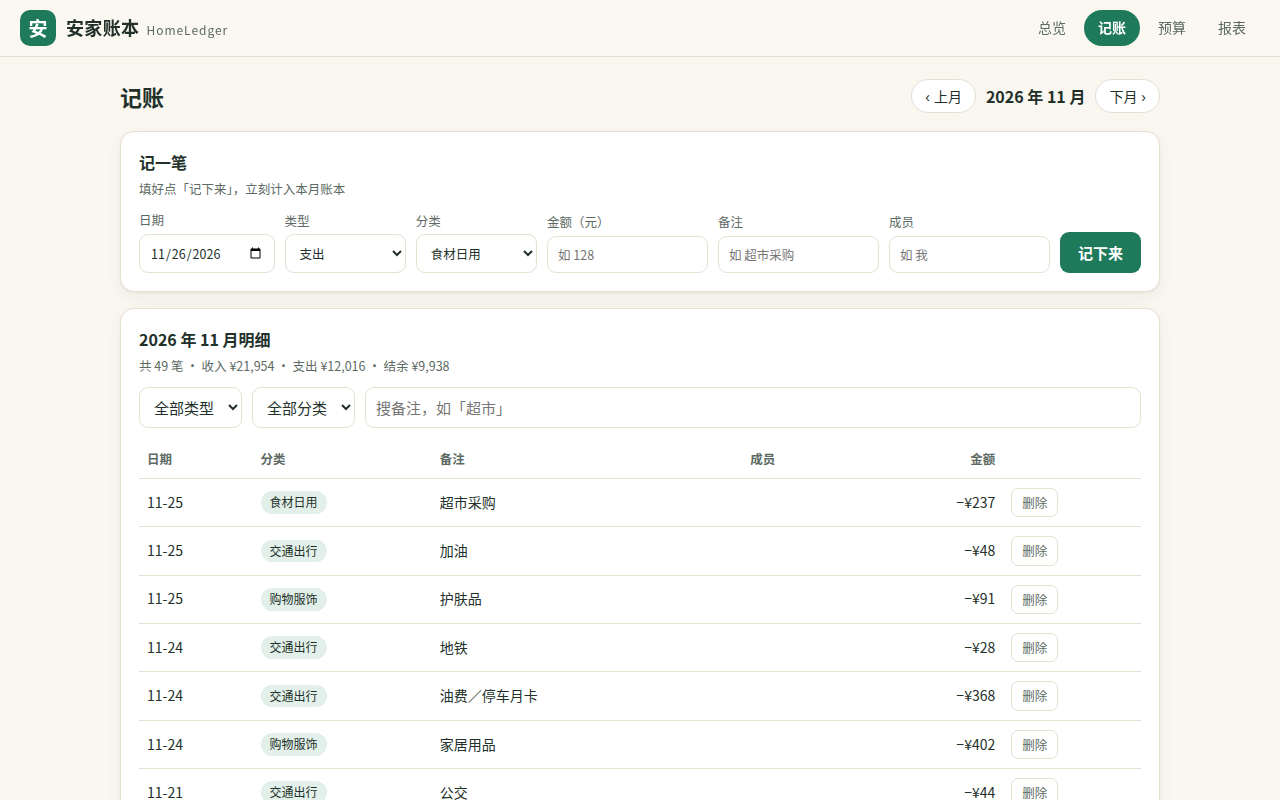 安 安家账本 HomeLedger 总览 记账 预算 报表
记账 ‹ 上月 2026 年 11 月 下月 ›
记一笔
填好点「记下来」，立刻计入本月账本
日期 类型 分类 金额（元） 备注 成员
11/26/2026 支出 食材日用 如 128 如 超市采购 如 我 记下来
2026 年 11 月明细
共 49 笔 · 收入 ¥21,954 · 支出 ¥12,016 · 结余 ¥9,938
全部类型 全部分类 搜备注，如「超市」
日期 分类 备注 成员 金额
11-25 食材日用 超市采购 −¥237 删除
11-25 交通出行 加油 −¥48 删除
11-25 购物服饰 护肤品 −¥91 删除
11-24 交通出行 地铁 −¥28 删除
11-24 交通出行 油费／停车月卡 −¥368 删除
11-24 购物服饰 家居用品 −¥402 删除
11-21 交通出行 公交 −¥44 删除